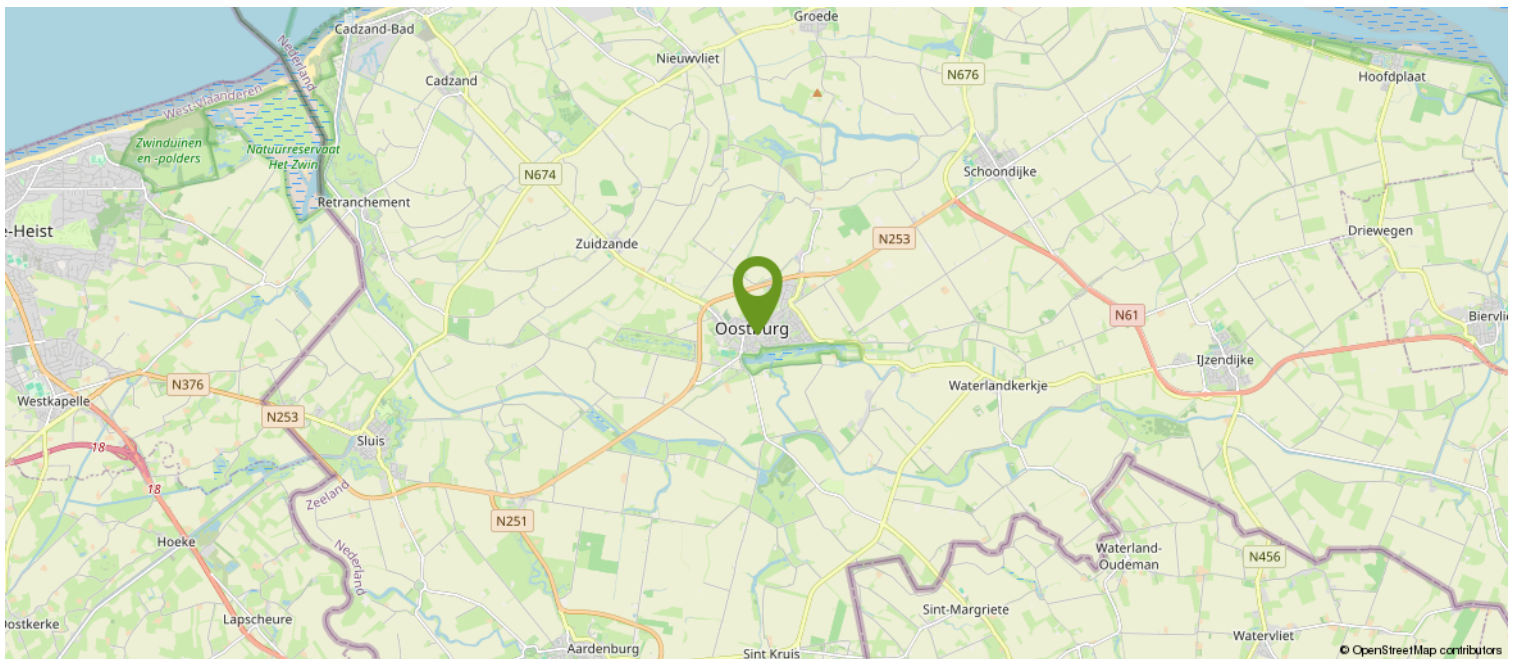 Groede
Cadzand-Bad
Nederland
Nieuwvliet
N676
Hoofdplaat
Cadzand
West-Vlaanderen
Zwinduinen
en -polders
Natuurreservaat
Het Zwin
N674
Schoondijke
Retranchement
e-Heist
Zuidzande
N253
Driewegen
Oostburg
N61
Biervlie
IJzendijke
N376
Waterlandkerkje
Westkapelle
N253
Sluis
18
18
Zeeland
N251
Hoeke
Nederland
Waterland-
Oudeman
N456
Sint-Margriete
Oostkerke
Lapscheure
Watervliet
Aardenburg
Sint Kruis
© OpenStreetMap contributors